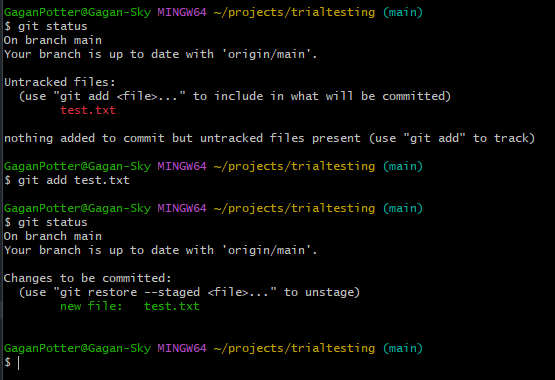 GaganPotter@Gagan-Sky MINGW64 ~/projects/trialtesting (main)
$ git status
On branch main
Your branch is up to date with 'origin/main'.
Untracked files:
(use "git add <file>..." to include in what will be committed)
test.txt
nothing added to commit but untracked files present (use "git add" to track)
GaganPotter@Gagan-Sky MINGW64 ~/projects/trialtesting (main)
$ git add test.txt
GaganPotter@Gagan-Sky MINGW64 ~/projects/trialtesting (main)
$ git status
On branch main
Your branch is up to date with 'origin/main'.
Changes to be committed:
(use "git restore --staged <file>..." to unstage)
new file:   test.txt
GaganPotter@Gagan-Sky MINGW64 ~/projects/trialtesting (main)
$